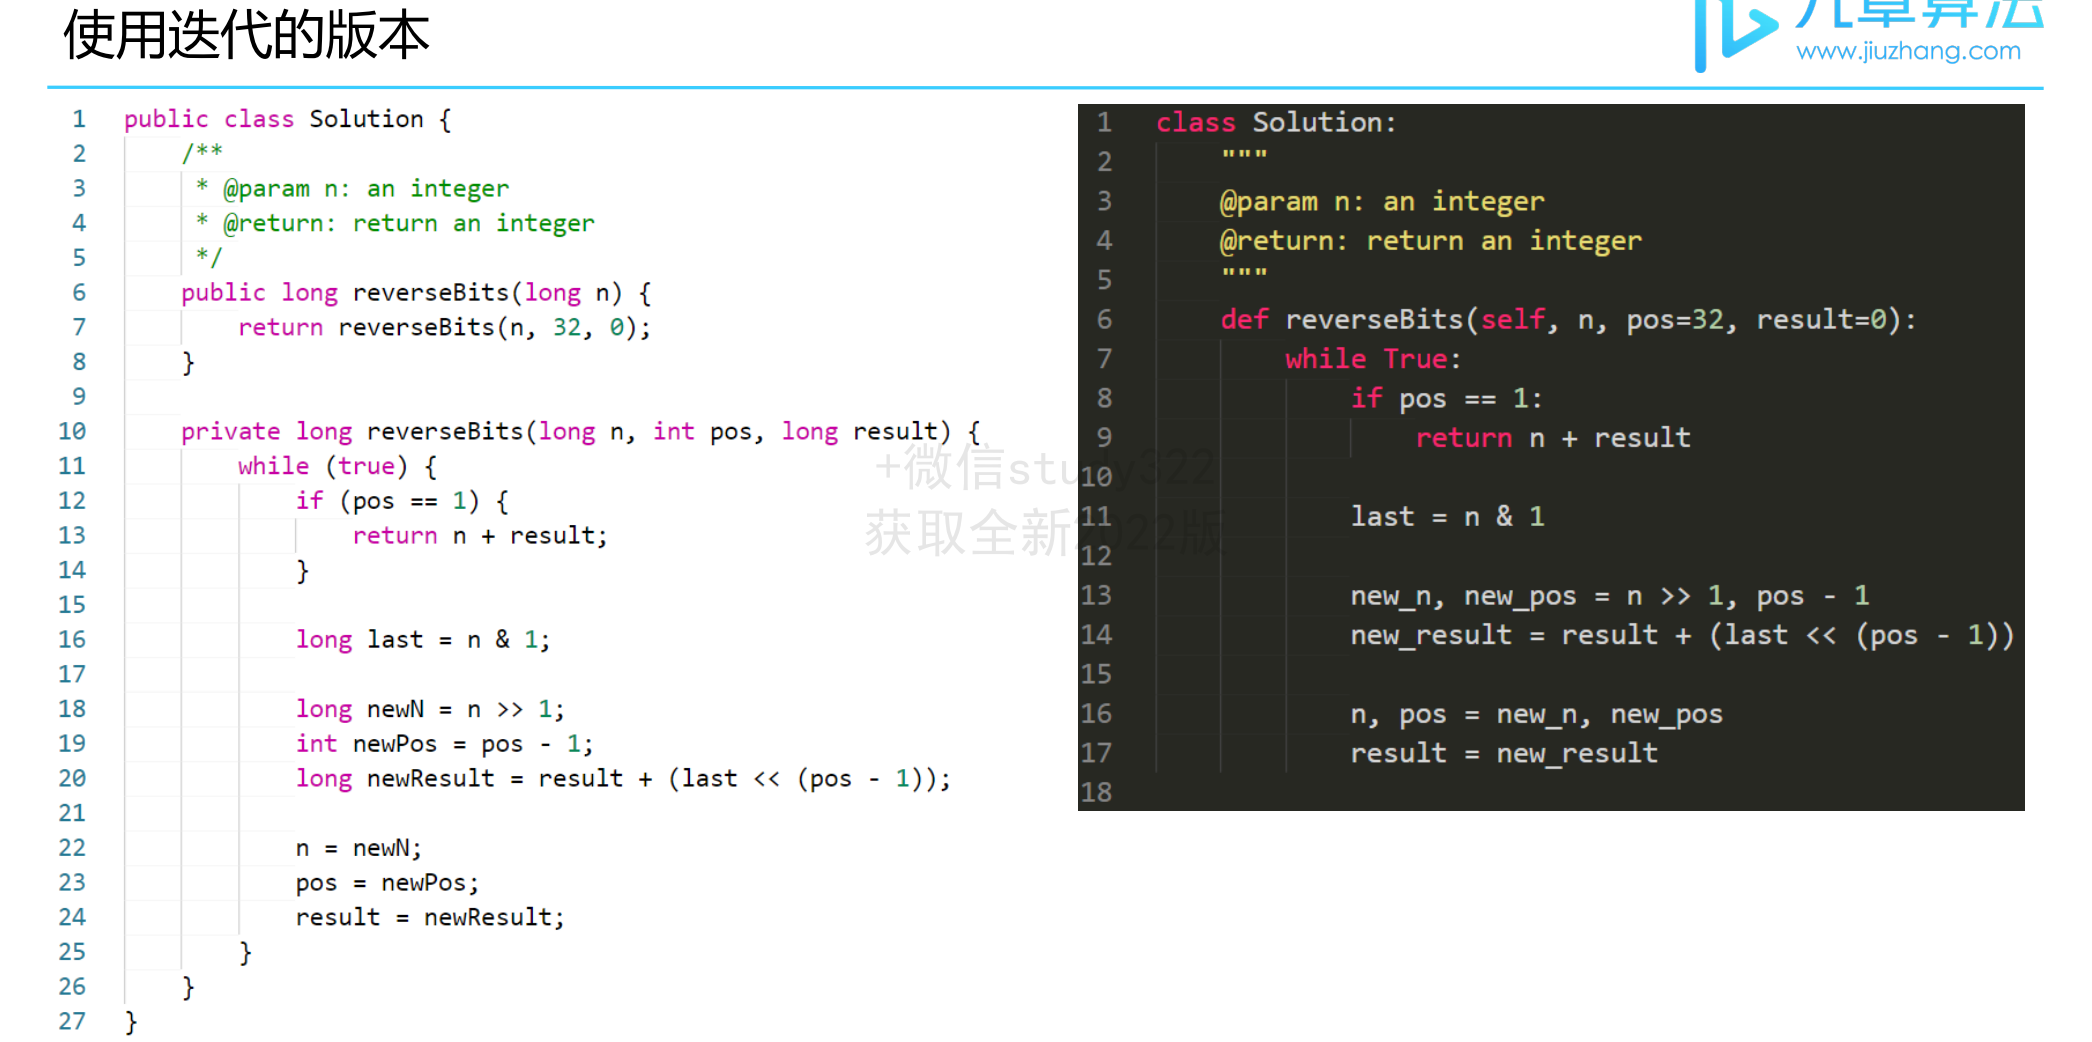 使用迭代的版本
九章算法
www.jiuzhang.com
1 public class Solution {
2 /**
3 * @param n: an integer
4 * @return: return an integer
5 */
6 public long reverseBits(long n) {
7 return reverseBits(n, 32, 0);
8 }
9
10 private long reverseBits(long n, int pos, long result) {
11 while (true) {
12 if (pos == 1) {
13 return n + result;
14 }
15
16 long last = n & 1;
17
18 long newN = n >> 1;
19 int newPos = pos - 1;
20 long newResult = result + (last << (pos - 1));
21
22 n = newN;
23 pos = newPos;
24 result = newResult;
25 }
26 }
27 }
1 class Solution:
2 """
3 @param n: an integer
4 @return: return an integer
5 """
6 def reverseBits(self, n, pos=32, result=0):
7 while True:
8 if pos == 1:
9 return n + result
10
11 last = n & 1
12
13 new_n, new_pos = n >> 1, pos - 1
14 new_result = result + (last << (pos - 1))
15
16 n, pos = new_n, new_pos
17 result = new_result
18
+微信study322
获取全新2022版